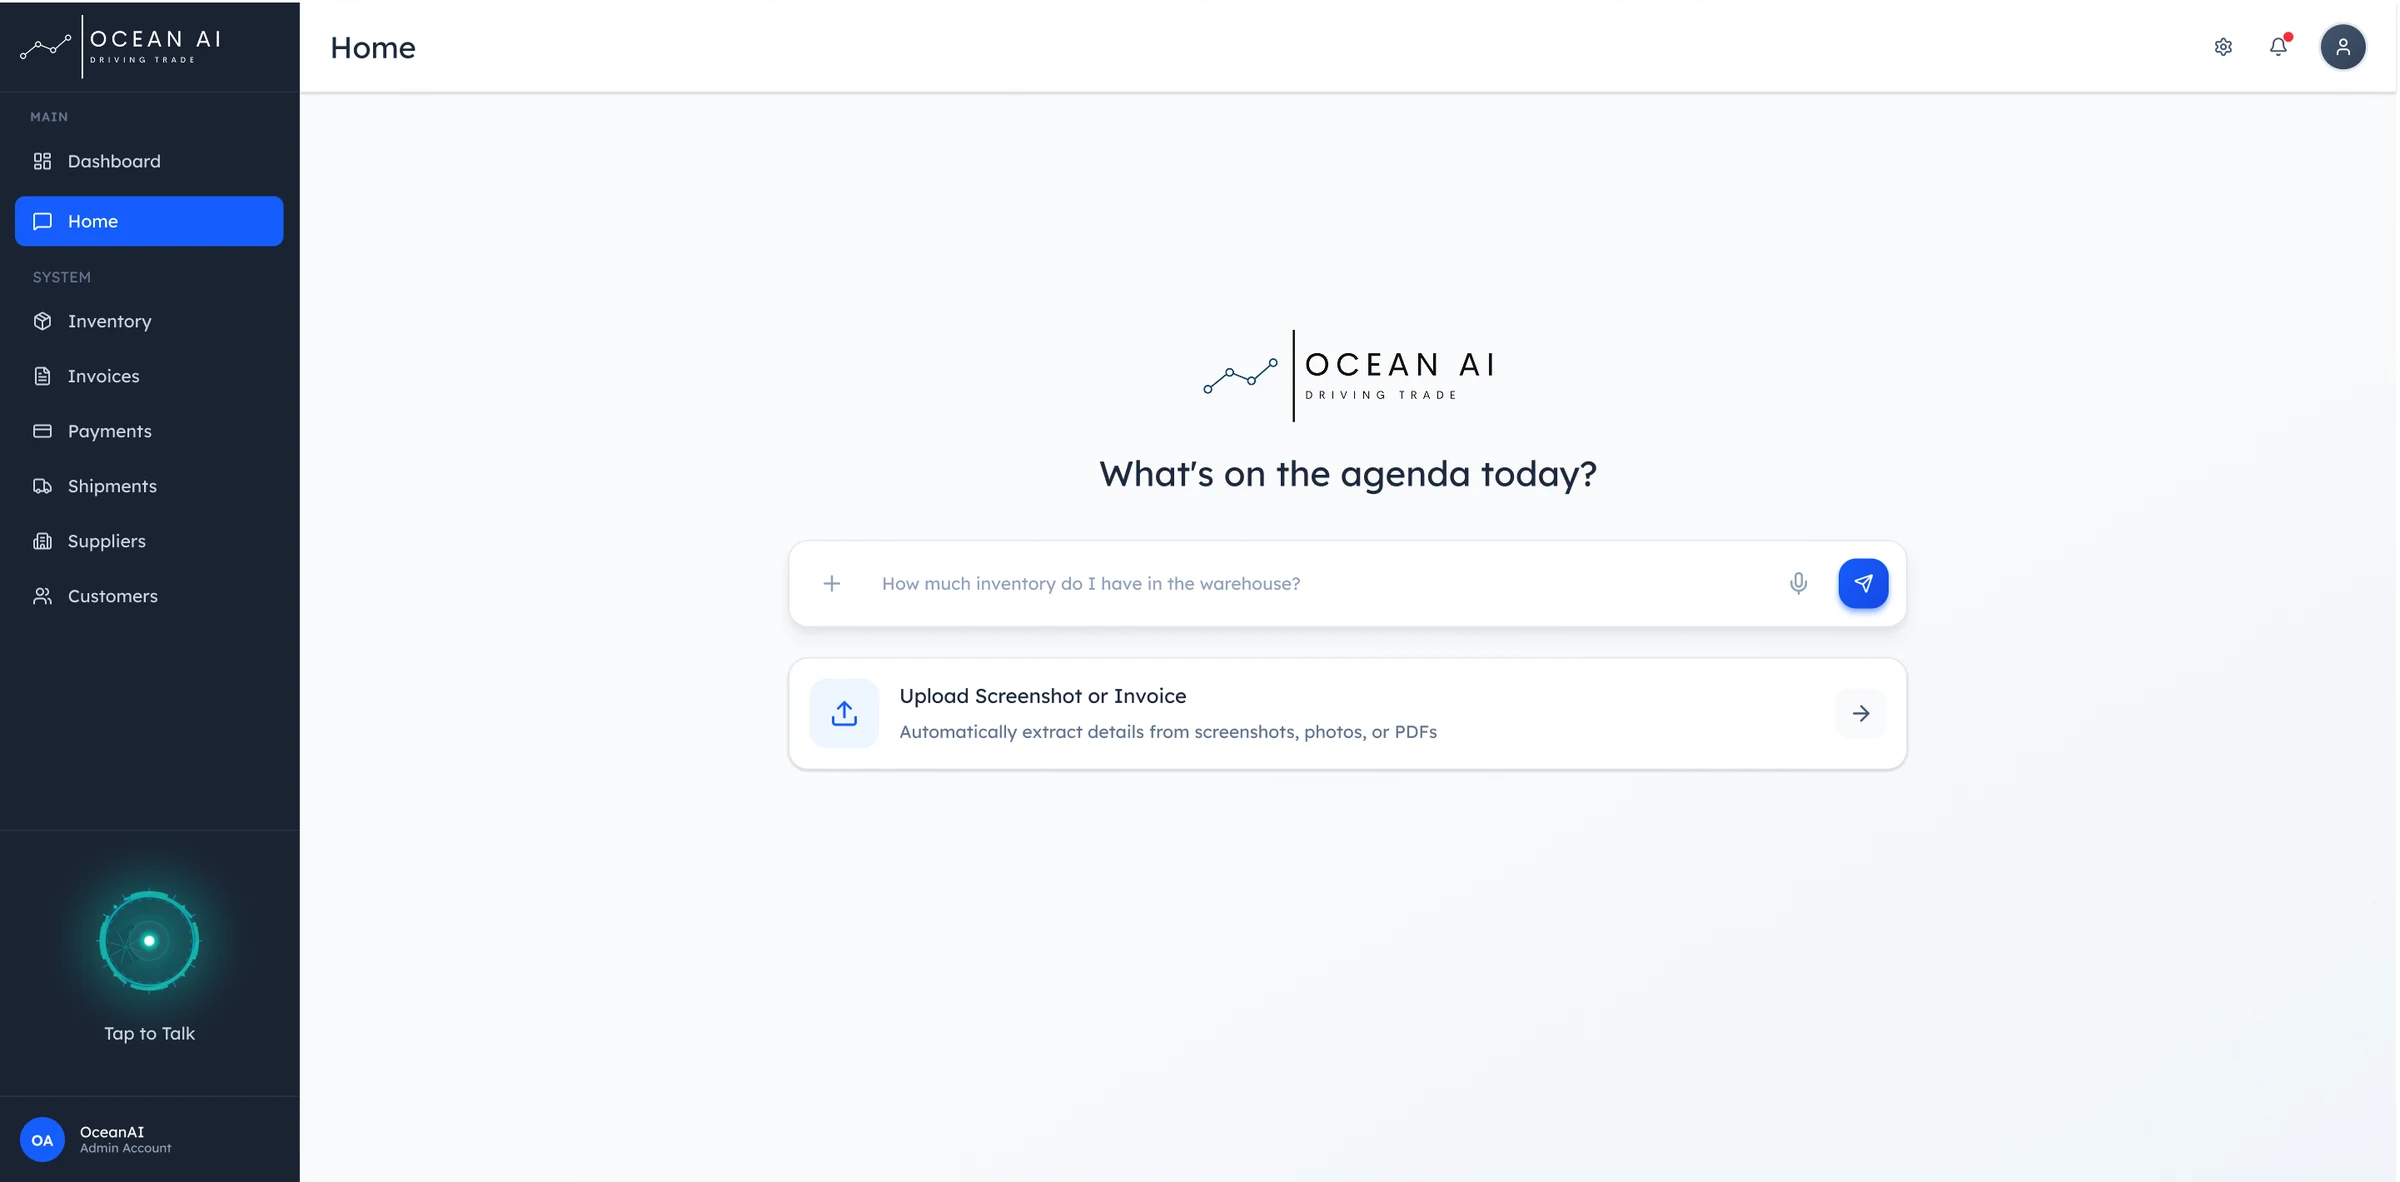 OCEAN AI
DRIVING TRADE
MAIN
Dashboard
Home
SYSTEM
Inventory
Invoices
Payments
Shipments
Suppliers
Customers
Tap to Talk
OA
OceanAI
Admin Account
Home
OCEAN AI
DRIVING TRADE
What's on the agenda today?
How much inventory do I have in the warehouse?
Upload Screenshot or Invoice
Automatically extract details from screenshots, photos, or PDFs